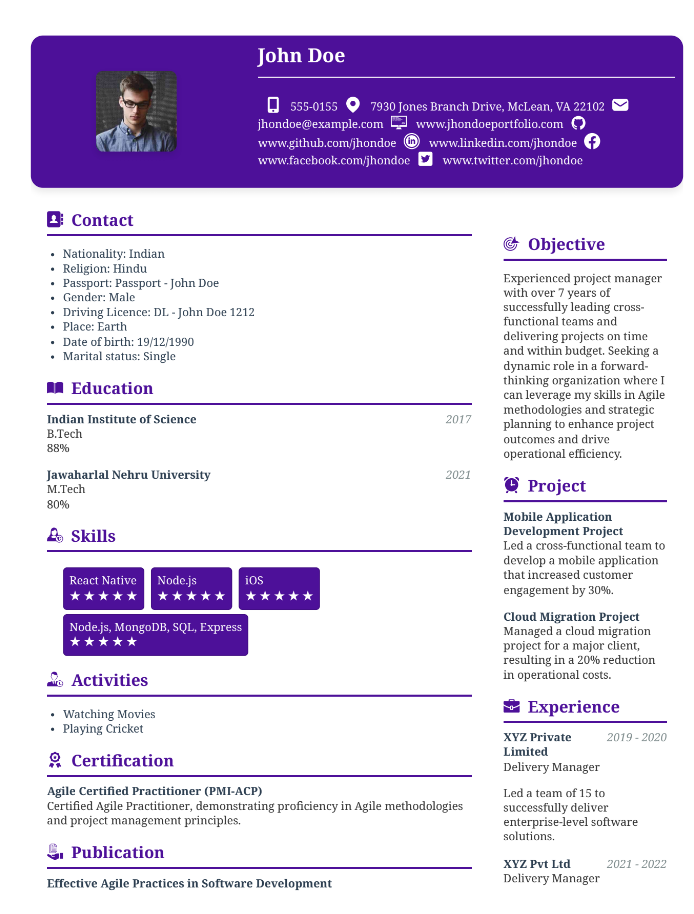 John Doe
555-0155 7930 Jones Branch Drive, McLean, VA 22102
jhondoe@example.com www.jhondoeportfolio.com
www.github.com/jhondoe www.linkedin.com/jhondoe
www.facebook.com/jhondoe www.twitter.com/jhondoe
Contact
• Nationality: Indian
• Religion: Hindu
• Passport: Passport - John Doe
• Gender: Male
• Driving Licence: DL - John Doe 1212
• Place: Earth
• Date of birth: 19/12/1990
• Marital status: Single
Education
Indian Institute of Science 2017
B.Tech
88%
Jawaharlal Nehru University 2021
M.Tech
80%
Skills
React Native Node.js iOS
★★★★★ ★★★★★ ★★★★★
Node.js, MongoDB, SQL, Express
★★★★★
Activities
• Watching Movies
• Playing Cricket
Certification
Agile Certified Practitioner (PMI-ACP)
Certified Agile Practitioner, demonstrating proficiency in Agile methodologies
and project management principles.
Publication
Effective Agile Practices in Software Development
Objective
Experienced project manager
with over 7 years of
successfully leading cross-
functional teams and
delivering projects on time
and within budget. Seeking a
dynamic role in a forward-
thinking organization where I
can leverage my skills in Agile
methodologies and strategic
planning to enhance project
outcomes and drive
operational efficiency.
Project
Mobile Application
Development Project
Led a cross-functional team to
develop a mobile application
that increased customer
engagement by 30%.
Cloud Migration Project
Managed a cloud migration
project for a major client,
resulting in a 20% reduction
in operational costs.
Experience
XYZ Private 2019 - 2020
Limited
Delivery Manager
Led a team of 15 to
successfully deliver
enterprise-level software
solutions.
XYZ Pvt Ltd 2021 - 2022
Delivery Manager